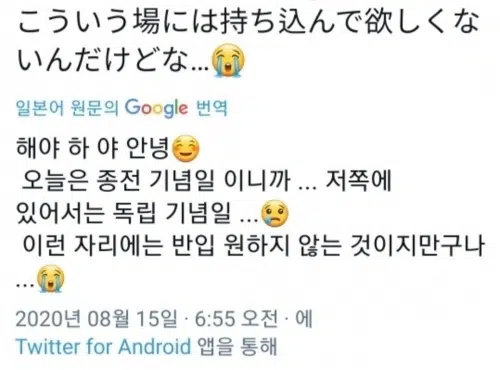 こういう場には持ち込んで欲しくな
いんだけどな...😭
일본어 원문의 Google 번역
해야 하 야 안녕☺️
오늘은 종전 기념일 이니까 ... 저쪽에
있어서는 독립 기념일 ...😢
이런 자리에는 반입 원하지 않는 것이지만구나
...😭
2020년 08월 15일 · 6:55 오전 · 에
Twitter for Android 앱을 통해